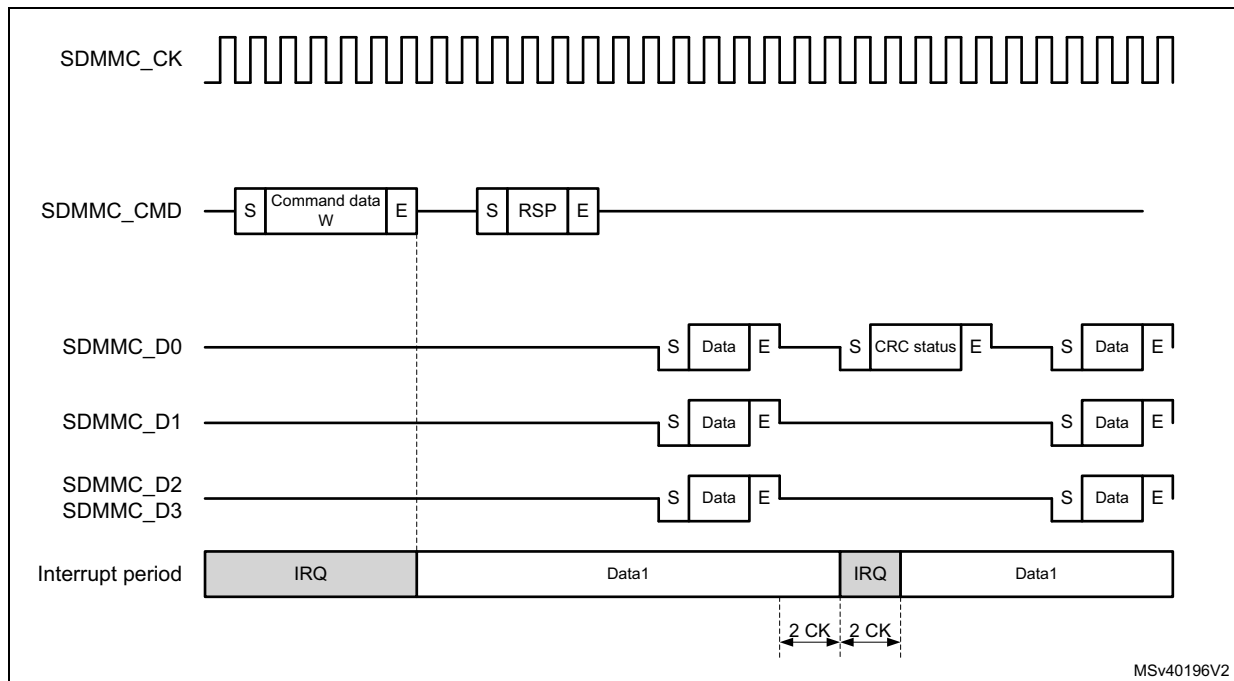 SDMMC_CK
SDMMC_CMD
S
Command data
W
E
S
RSP
E
SDMMC_D0
S
Data
E
S
CRC status
E
S
Data
E
SDMMC_D1
S
Data
E
S
Data
E
SDMMC_D2
SDMMC_D3
S
Data
E
S
Data
E
Interrupt period
IRQ
Data1
IRQ
Data1
2 CK
2 CK
MSv40196V2